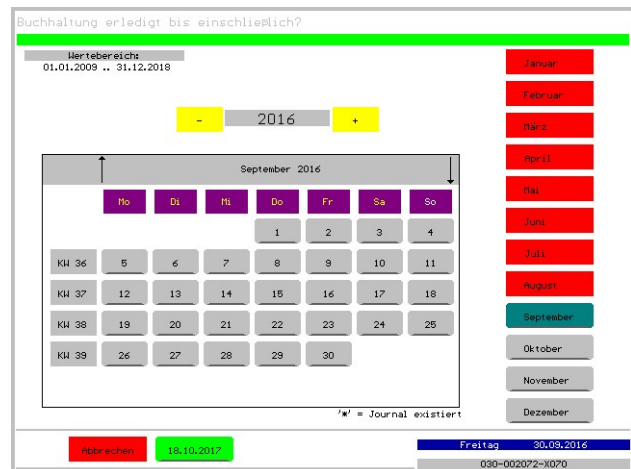 Buchhaltung erledigt bis einschließlich?
Wertebereich:
01.01.2009 .. 31.12.2018
- 2016 +
September 2016
Mo Di Mi Do Fr Sa So
1 2 3 4
KW 36 5 6 7 8 9 10 11
KW 37 12 13 14 15 16 17 18
KW 38 19 20 21 22 23 24 25
KW 39 26 27 28 29 30
'*' = Journal existiert
Januar
Februar
März
April
Mai
Juni
Juli
August
September
Oktober
November
Dezember
Abbrechen 18.10.2017
Freitag 30.09.2016
030-002072-X070